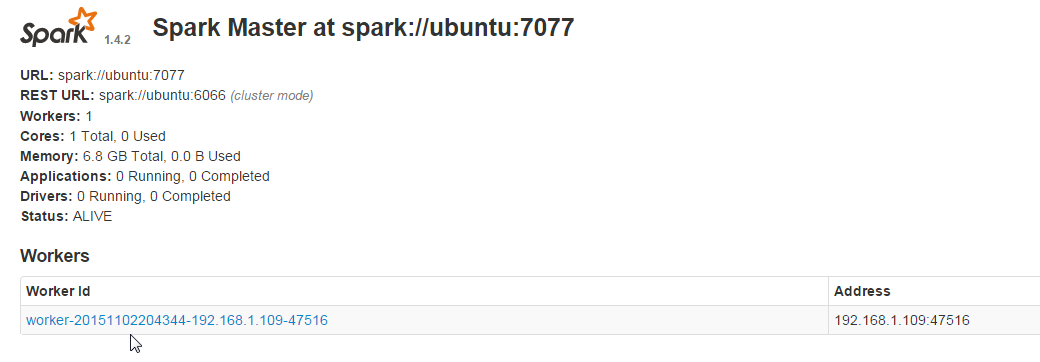 Spark 1.4.2 Spark Master at spark://ubuntu:7077
URL: spark://ubuntu:7077
REST URL: spark://ubuntu:6066 (cluster mode)
Workers: 1
Cores: 1 Total, 0 Used
Memory: 6.8 GB Total, 0.0 B Used
Applications: 0 Running, 0 Completed
Drivers: 0 Running, 0 Completed
Status: ALIVE
Workers
Worker Id Address
worker-20151102204344-192.168.1.109-47516 192.168.1.109:47516